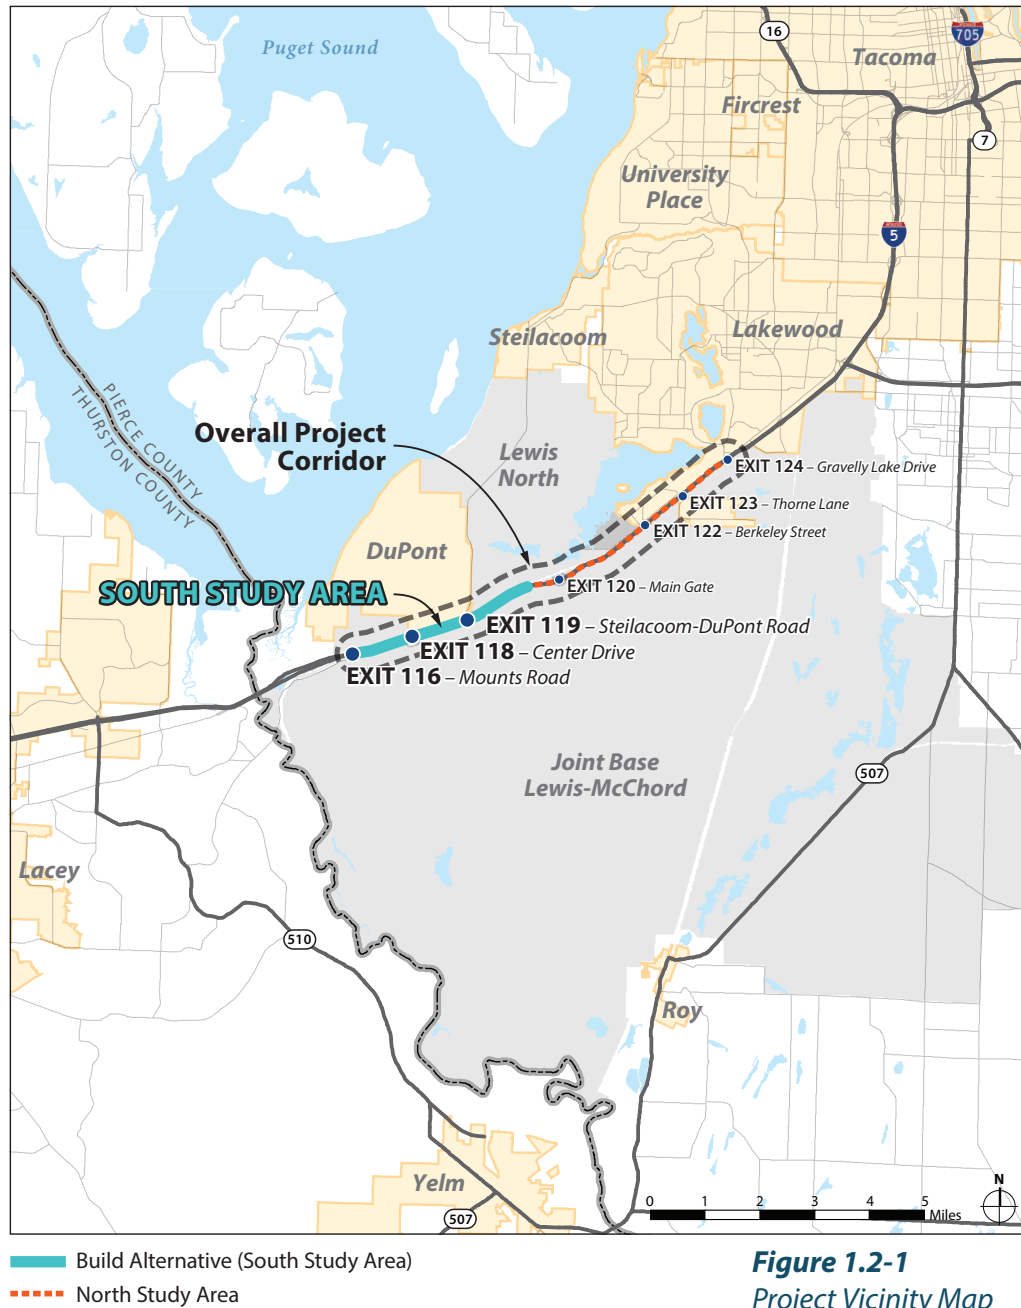 Puget Sound
16
705
Tacoma
Fircrest
7
University
Place
5
Steilacoom
Lakewood
PIERCE COUNTY
THURSTON COUNTY
Overall Project
Corridor
Lewis
North
EXIT 124 – Gravelly Lake Drive
EXIT 123 – Thorne Lane
EXIT 122 – Berkeley Street
DuPont
EXIT 120 – Main Gate
SOUTH STUDY AREA
EXIT 119 – Steilacoom-DuPont Road
EXIT 118 – Center Drive
EXIT 116 – Mounts Road
Joint Base
Lewis-McChord
507
Lacey
510
Roy
Yelm
507
0 1 2 3 4 5
Miles
N
Build Alternative (South Study Area)
North Study Area
Figure 1.2-1
Project Vicinity Map